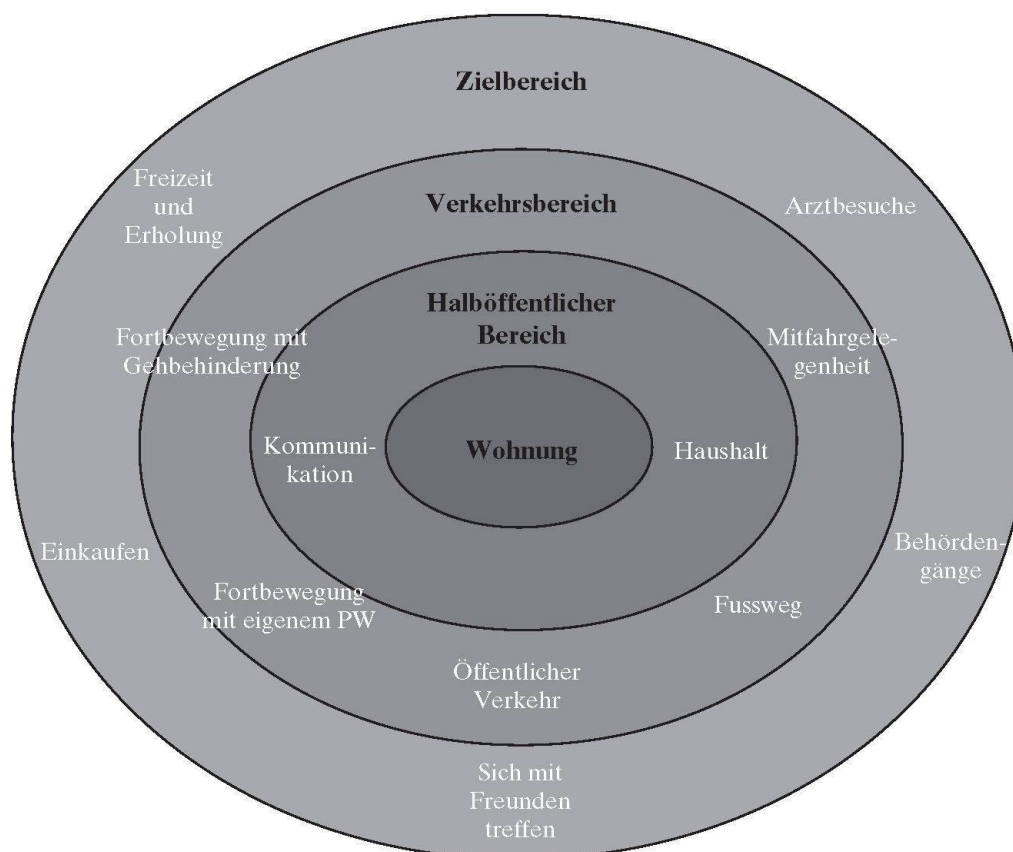 Zielbereich
Freizeit
und
Erholung
Arztbesuche
Verkehrsbereich
Halböffentlicher
Bereich
Fortbewegung mit
Gehbehinderung
Mitfahrgele-
genheit
Kommuni-
kation
Wohnung
Haushalt
Einkaufen
Behörden-
gänge
Fortbewegung
mit eigenem PW
Fussweg
Öffentlicher
Verkehr
Sich mit
Freunden
treffen